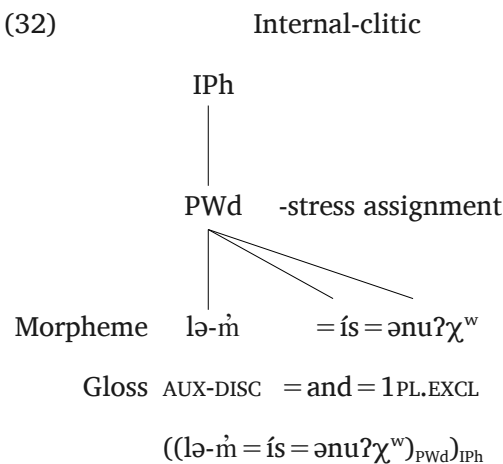 (32) Internal-clitic
IPh
PWd -stress assignment
Morpheme lə-m̓ =ís=ənuʔχʷ
Gloss AUX-DISC =and=1PL.EXCL
((lə-m̓=ís=ənuʔχʷ)PWd)IPh